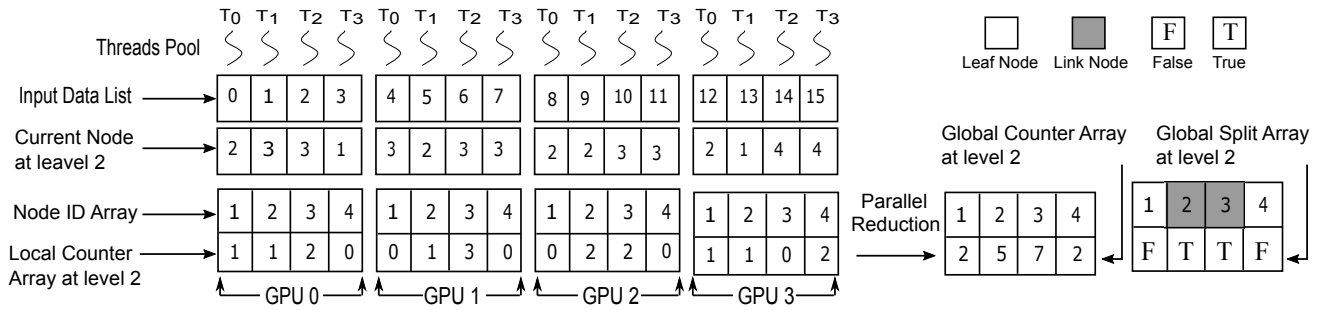 T0 T1 T2 T3 T0 T1 T2 T3 T0 T1 T2 T3 T0 T1 T2 T3
Threads Pool
F T
Leaf Node Link Node False True
Input Data List 0 1 2 3 4 5 6 7 8 9 10 11 12 13 14 15
Current Node
at leavel 2
2 3 3 1 3 2 3 3 2 2 3 3 2 1 4 4
Global Counter Array
at level 2
Global Split Array
at level 2
Node ID Array 1 2 3 4 1 2 3 4 1 2 3 4 1 2 3 4
Local Counter
Array at level 2
1 1 2 0 0 1 3 0 0 2 2 0 1 1 0 2
Parallel
Reduction
1 2 3 4
2 5 7 2
1 2 3 4
F T T F
GPU 0 GPU 1 GPU 2 GPU 3